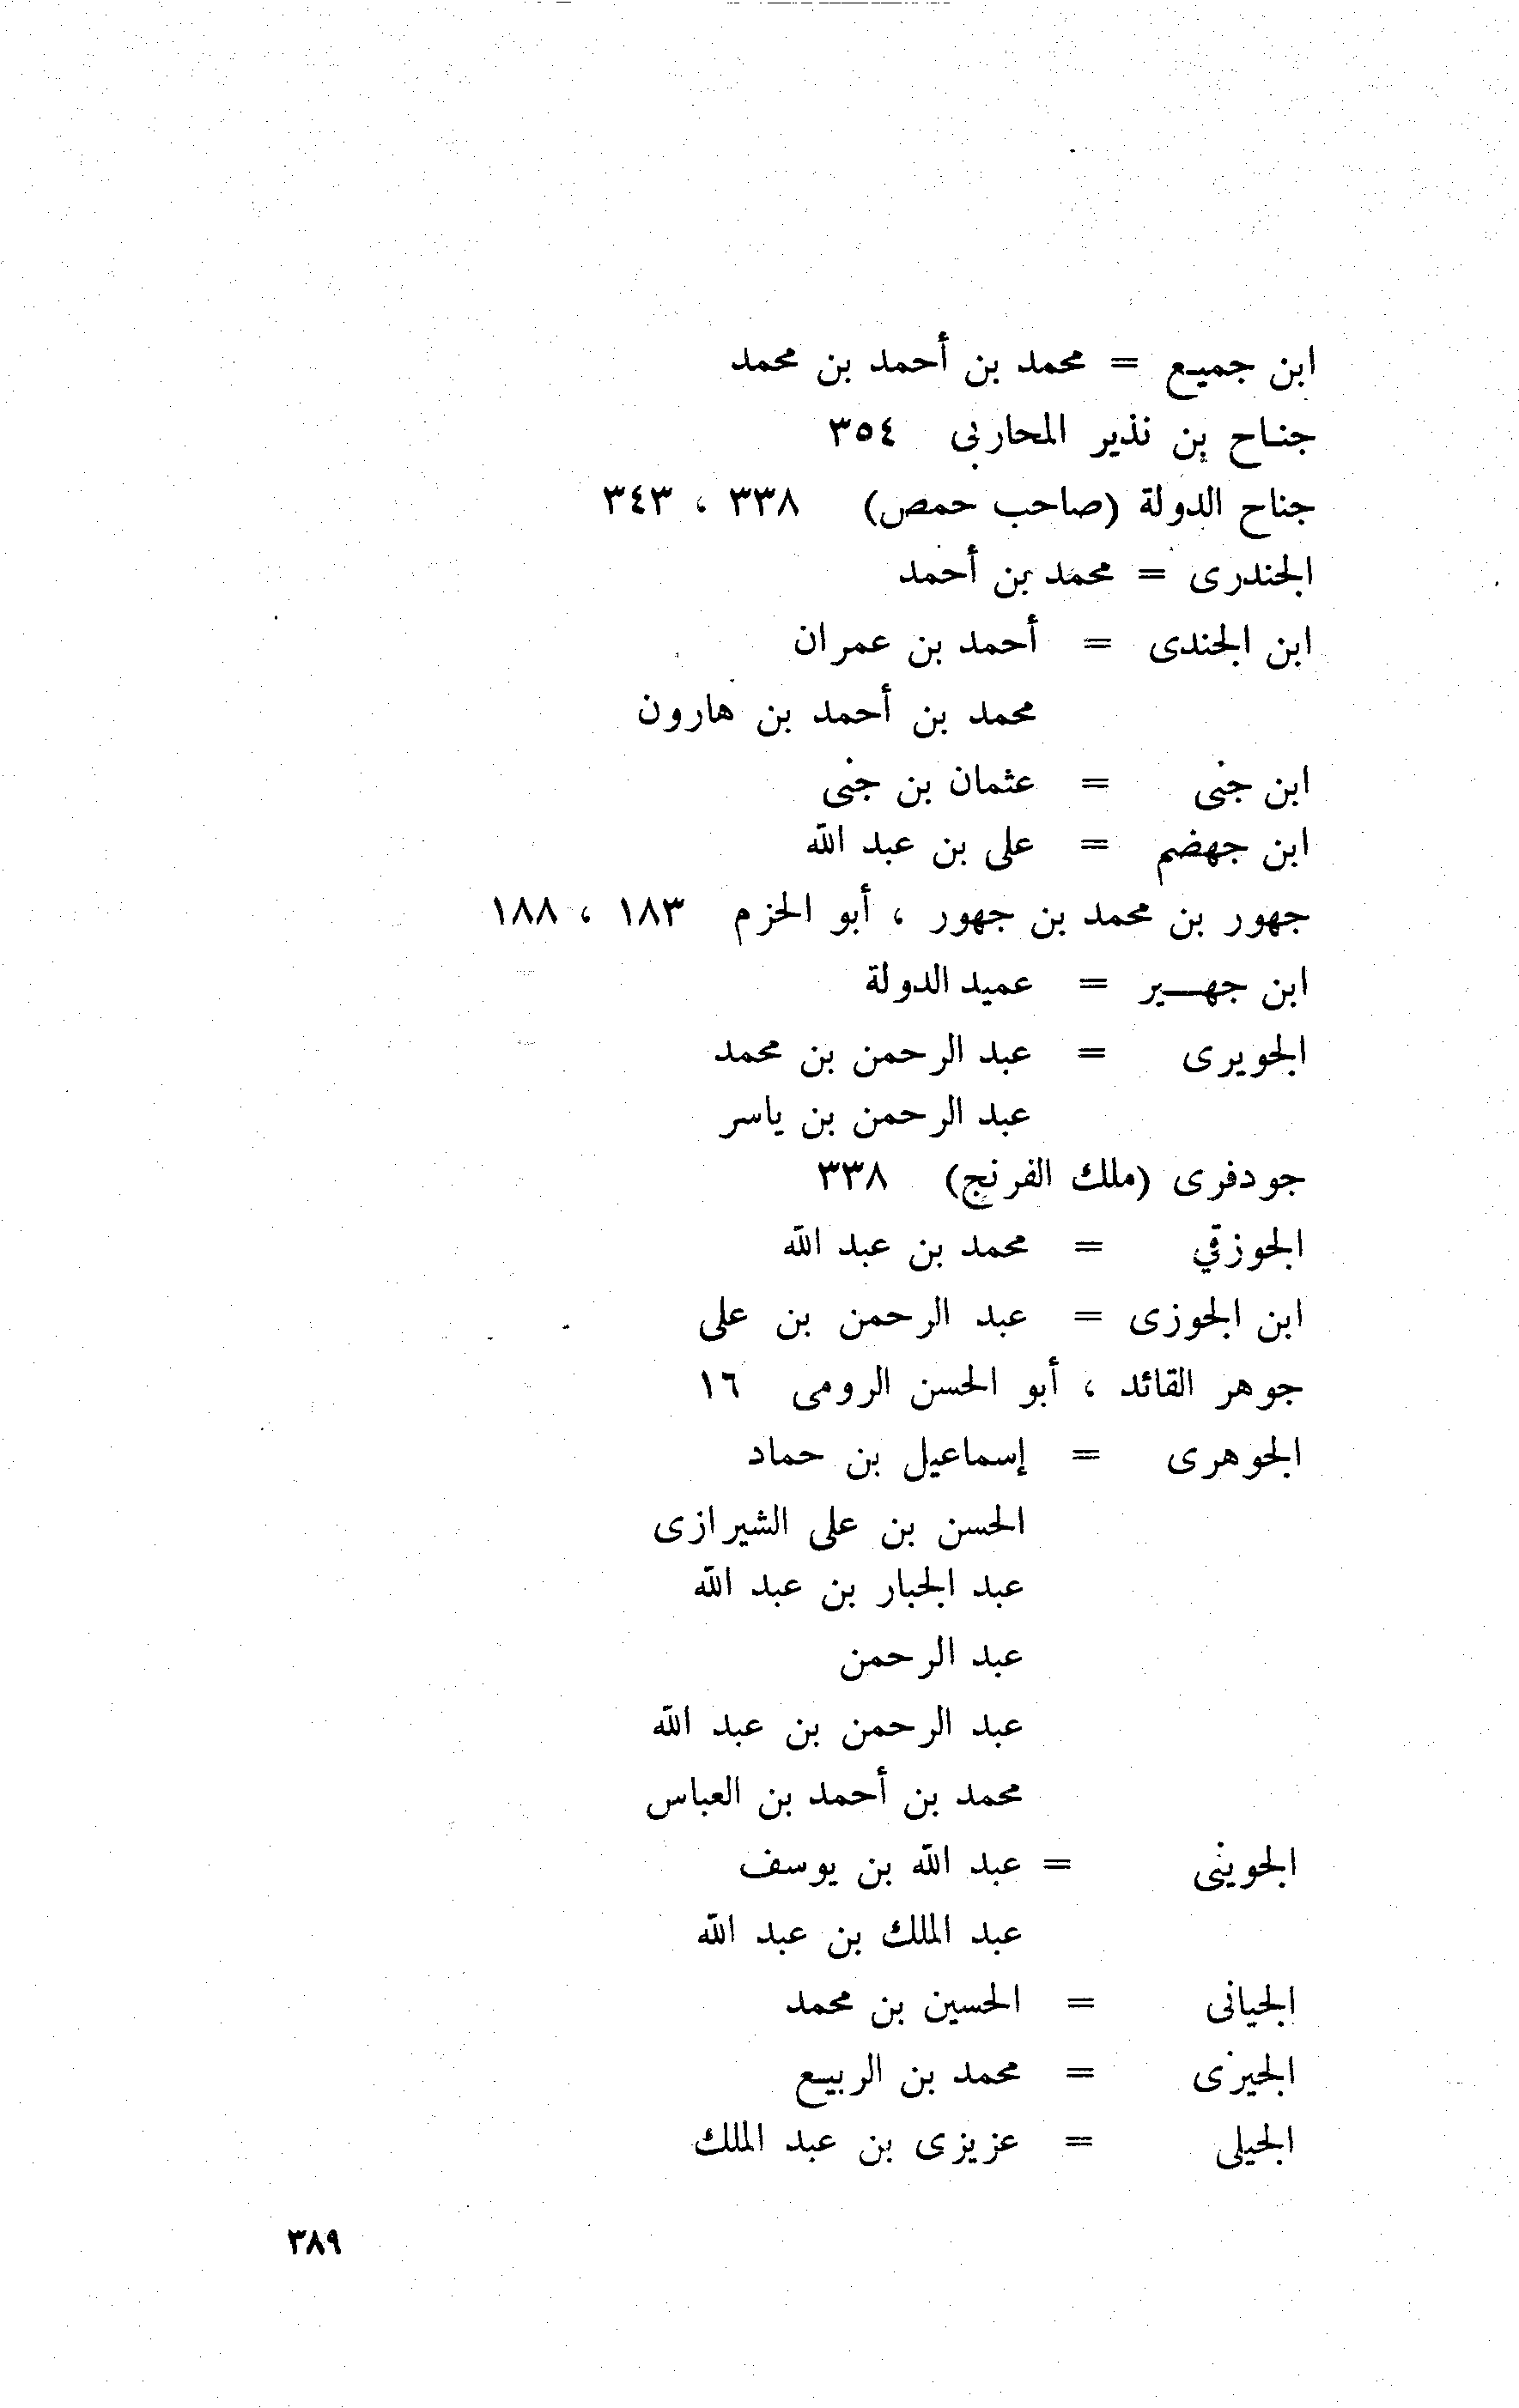 ابن جميع = محمد بن أحمد بن محمد
جناح بن نذير المحاربى ٣٥٤
جناح الدولة (صاحب حمص) ٣٣٨ ، ٣٤٣
الجندرى = محمد بن أحمد
ابن الجندى = أحمد بن عمران
محمد بن أحمد بن هارون
ابن جنى = عثمان بن جنى
ابن جهضم = على بن عبد الله
جهور بن محمد بن جهور ، أبو الحزم ١٨٣ ، ١٨٨
ابن جهـير = عميد الدولة
الجويرى = عبد الرحمن بن محمد
عبد الرحمن بن ياسر
جودفرى (ملك الفرنج) ٣٣٨
الجوزقي = محمد بن عبد الله
ابن الجوزى = عبد الرحمن بن على
جوهر القائد ، أبو الحسن الرومى ١٦
الجوهرى = إسماعيل بن حماد
الحسن بن على الشيرازى
عبد الجبار بن عبد الله
عبد الرحمن
عبد الرحمن بن عبد الله
محمد بن أحمد بن العباس
الجوينى = عبد الله بن يوسف
عبد الملك بن عبد الله
الجيانى = الحسين بن محمد
الجيزى = محمد بن الربيع
الجيلى = عزيزى بن عبد الملك
٣٨٩